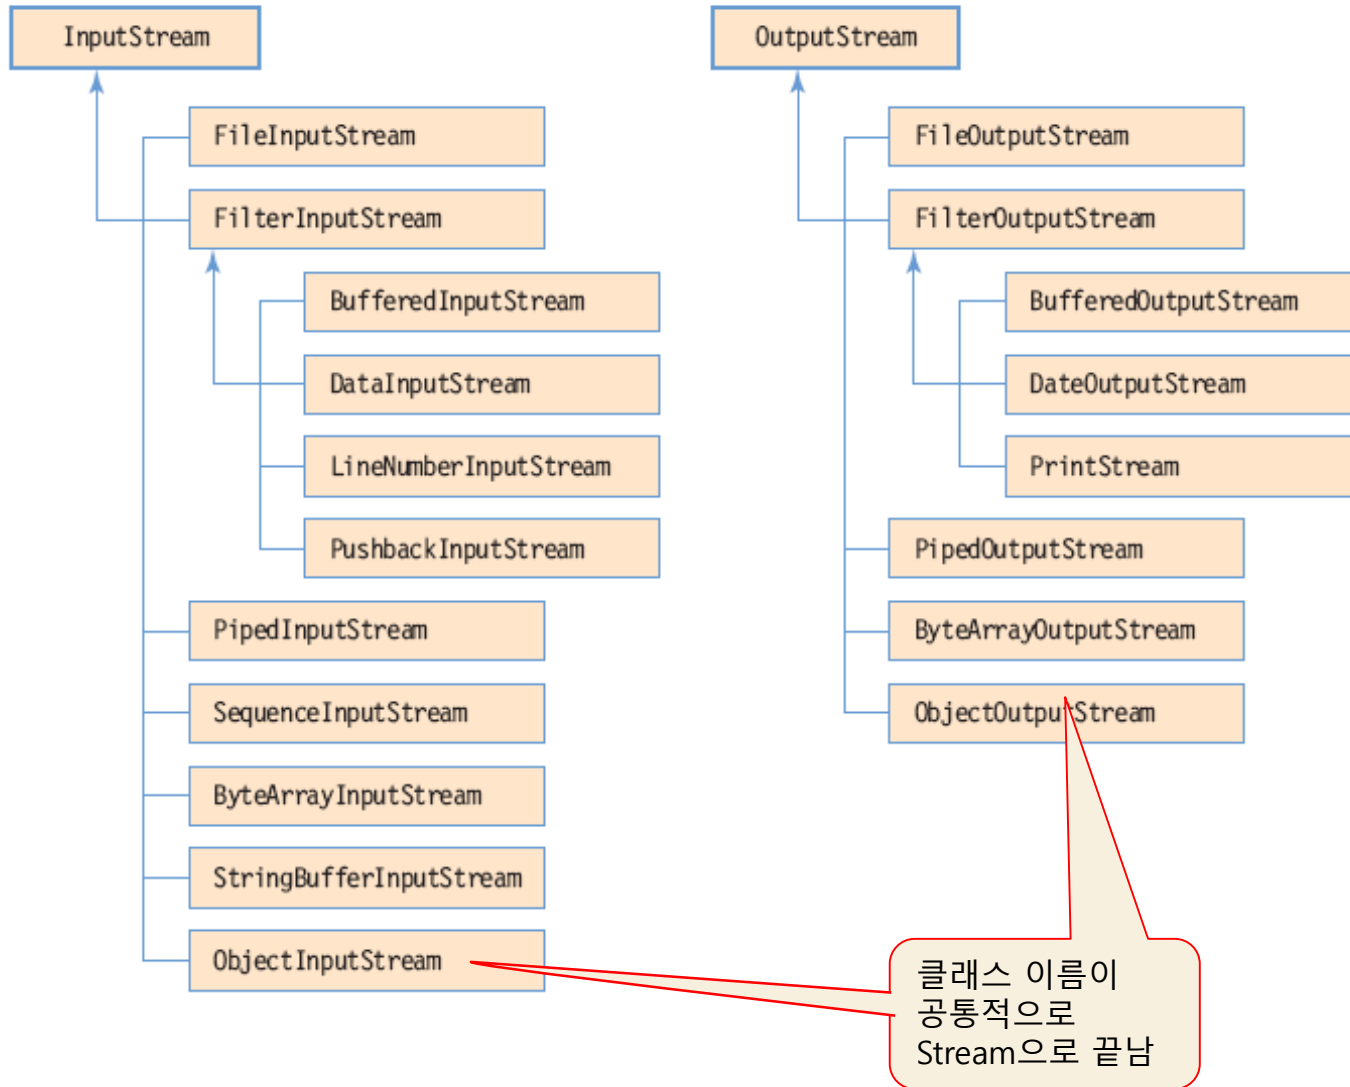 InputStream
FileInputStream
FilterInputStream
BufferedInputStream
DataInputStream
LineNumberInputStream
PushbackInputStream
PipedInputStream
SequenceInputStream
ByteArrayInputStream
StringBufferInputStream
ObjectInputStream
OutputStream
FileOutputStream
FilterOutputStream
BufferedOutputStream
DateOutputStream
PrintStream
PipedOutputStream
ByteArrayOutputStream
ObjectOutputStream
클래스 이름이
공통적으로
Stream으로 끝남